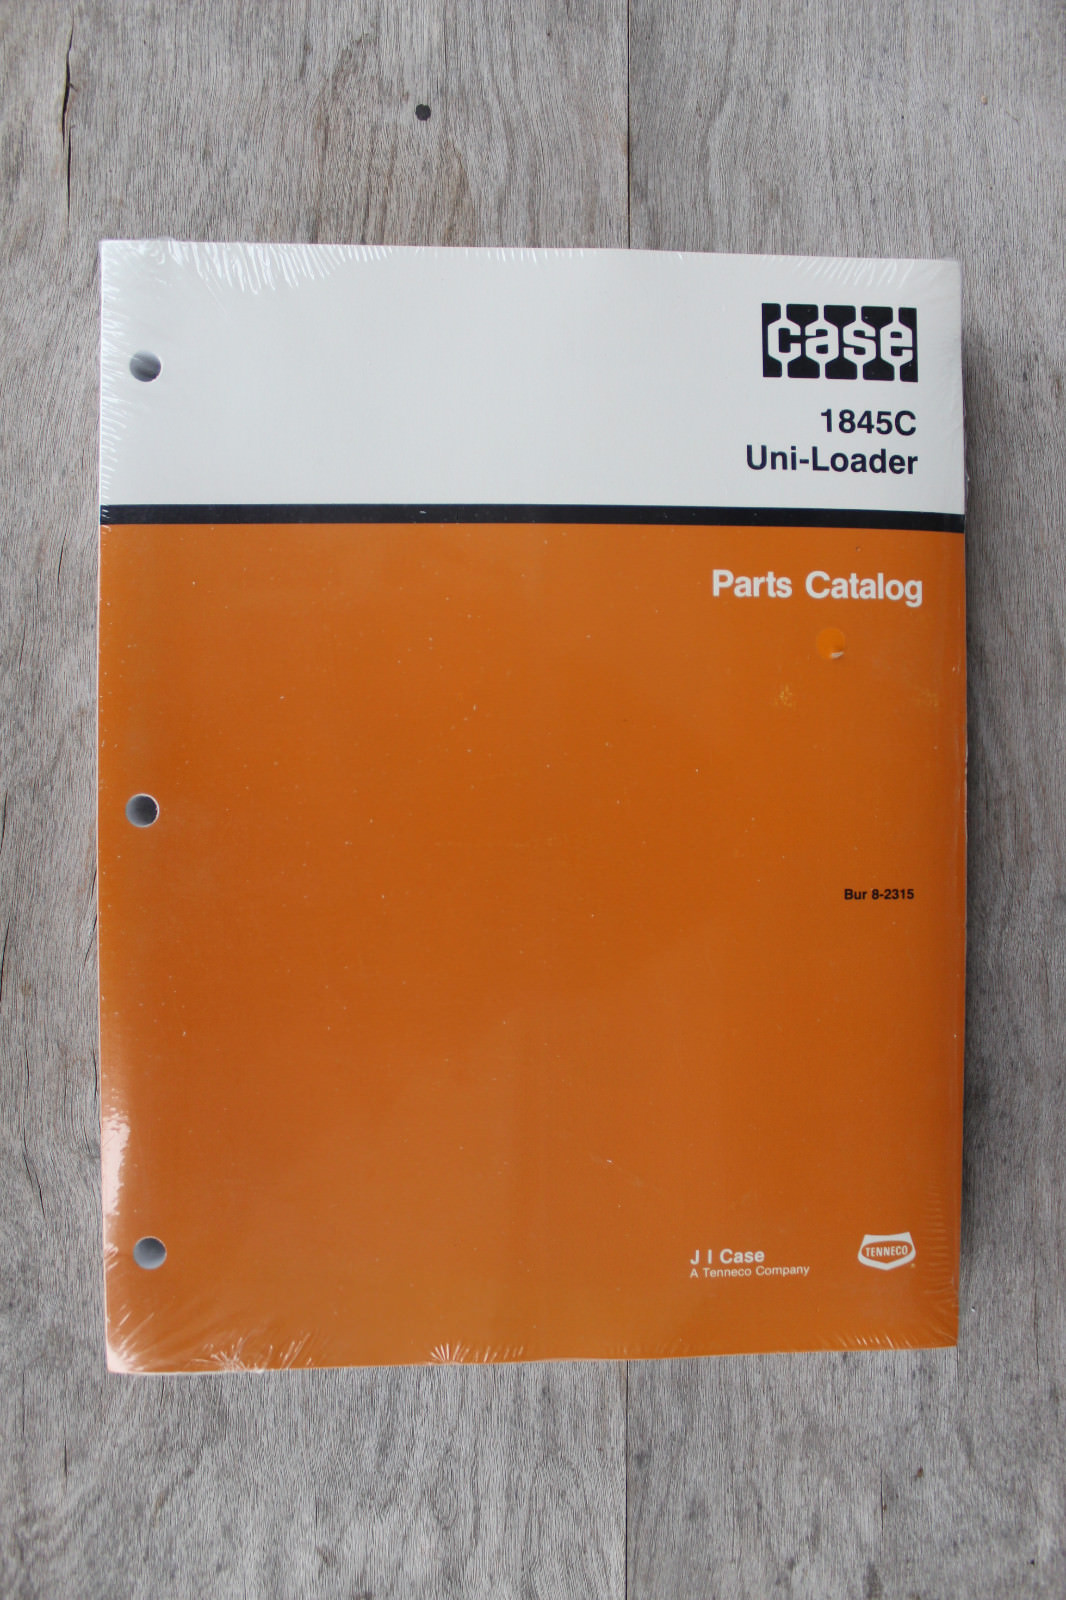 case
1845C
Uni-Loader
Parts Catalog
Bur 8-2315
J I Case
A Tenneco Company
TENNECO